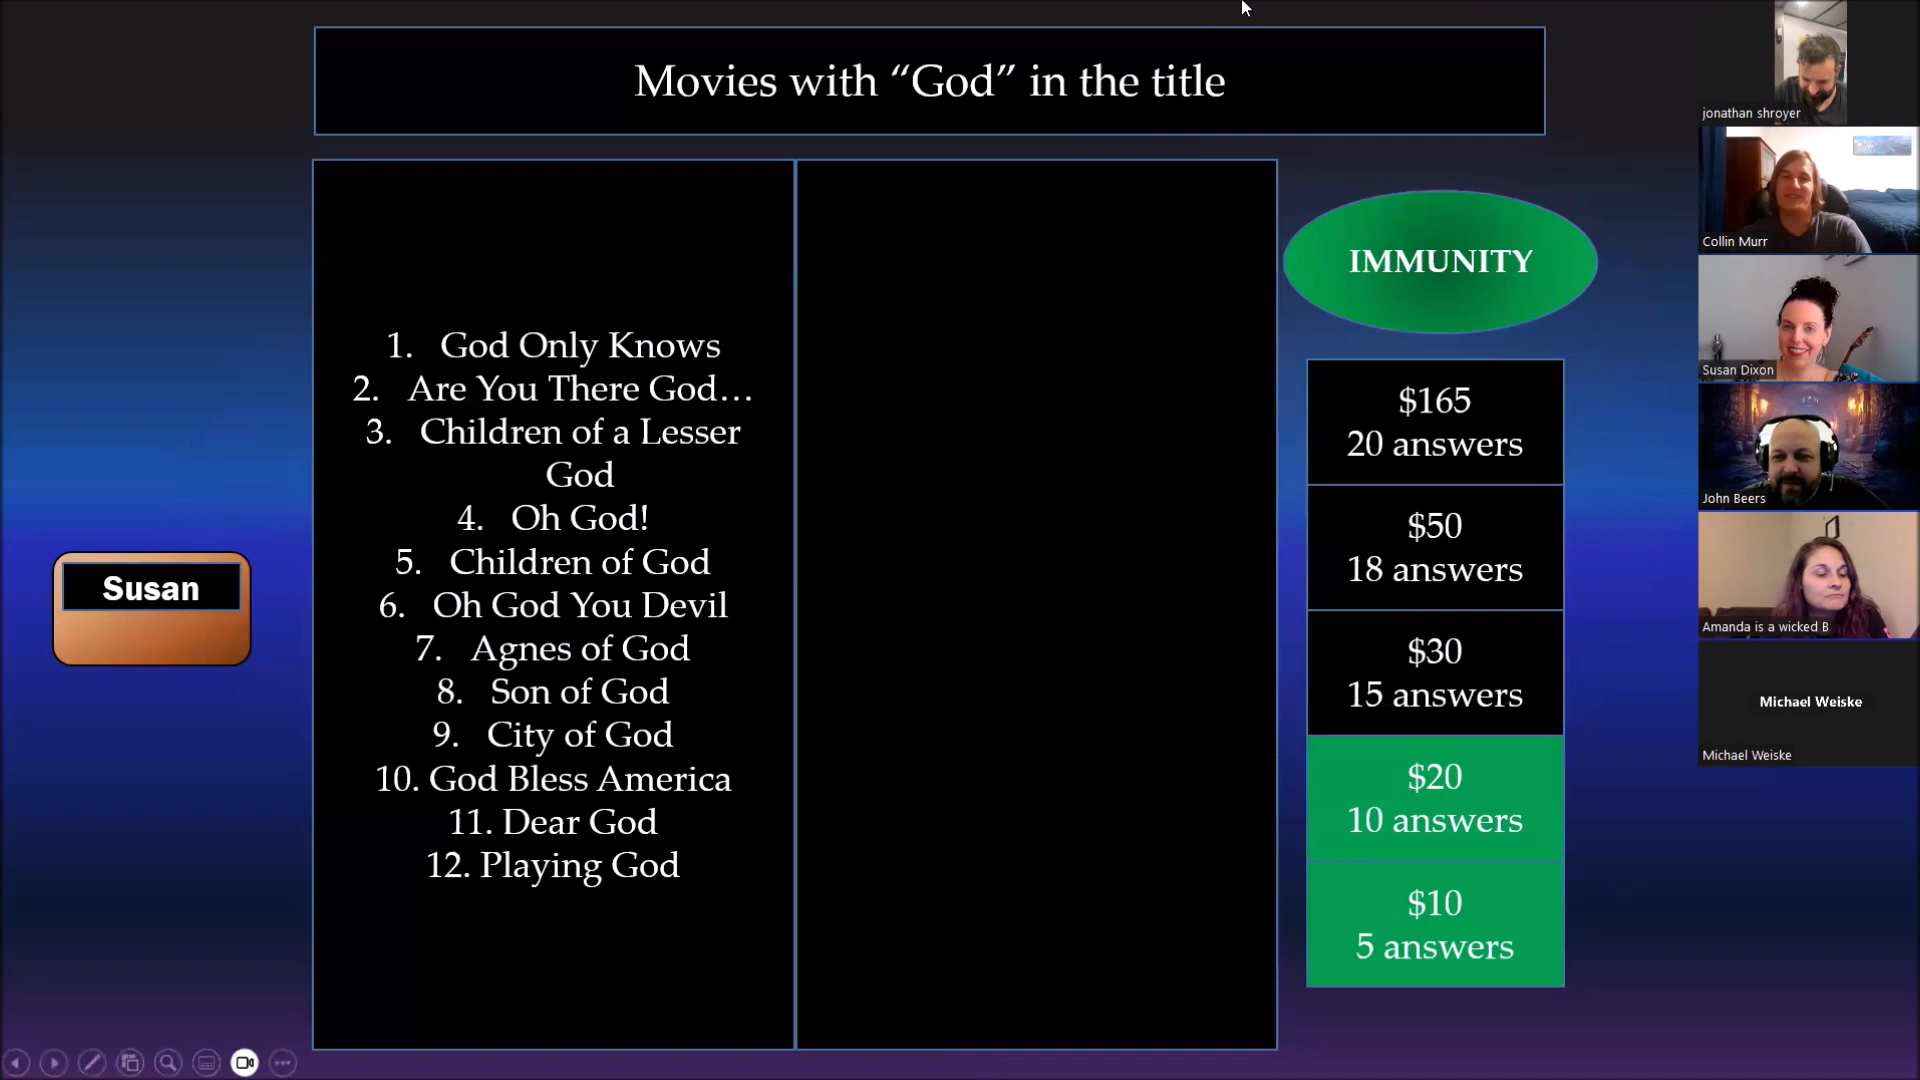 Movies with “God” in the title
1. God Only Knows
2. Are You There God…
3. Children of a Lesser
God
4. Oh God!
5. Children of God
6. Oh God You Devil
7. Agnes of God
8. Son of God
9. City of God
10. God Bless America
11. Dear God
12. Playing God
Susan
IMMUNITY
$165
20 answers
$50
18 answers
$30
15 answers
$20
10 answers
$10
5 answers
jonathan shroyer
Collin Murr
Susan Dixon
John Beers
Amanda is a wicked B
Michael Weiske
Michael Weiske